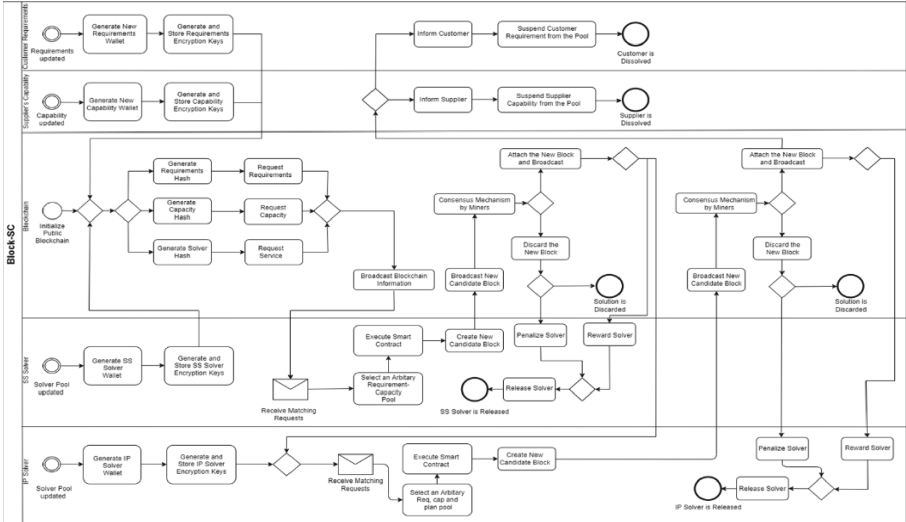 Block-SC
Customer Requirements
Requirements
updated
Generate New
Requirements
Wallet
Generate and
Store Requirements
Encryption Keys
Inform Customer
Suspend Customer
Requirement from the Pool
Customer is
Dissolved
Supplier's Capability
Capability
updated
Generate New
Capability Wallet
Generate and
Store Capability
Encryption Keys
Inform Supplier
Suspend Supplier
Capability from the Pool
Supplier is
Dissolved
Blockchain
Initialize
Public
Blockchain
Generate
Requirements
Hash
Request
Requirements
Generate
Capacity
Hash
Request
Capacity
Generate Solver
Hash
Request
Service
Broadcast Blockchain
Information
Attach the New Block
and Broadcast
Consensus Mechanism
by Miners
Discard the
New Block
Broadcast New
Candidate Block
Solution is
Discarded
Attach the New Block
and Broadcast
Consensus Mechanism
by Miners
Discard the
New Block
Broadcast New
Candidate Block
Solution is
Discarded
SS Solver
Solver Pool
updated
Generate SS
Solver
Wallet
Generate and
Store SS Solver
Encryption Keys
Receive Matching
Requests
Execute Smart
Contract
Select an Arbitary
Requirement-
Capacity
Pool
Create New
Candidate Block
Penalize Solver
Reward Solver
Release Solver
SS Solver is Released
IP Solver
Solver Pool
updated
Generate IP
Solver
Wallet
Generate and
Store IP Solver
Encryption Keys
Receive Matching
Requests
Execute Smart
Contract
Select an Arbitary
Req, cap and
plan pool
Create New
Candidate Block
Penalize Solver
Reward Solver
Release Solver
IP Solver is Released